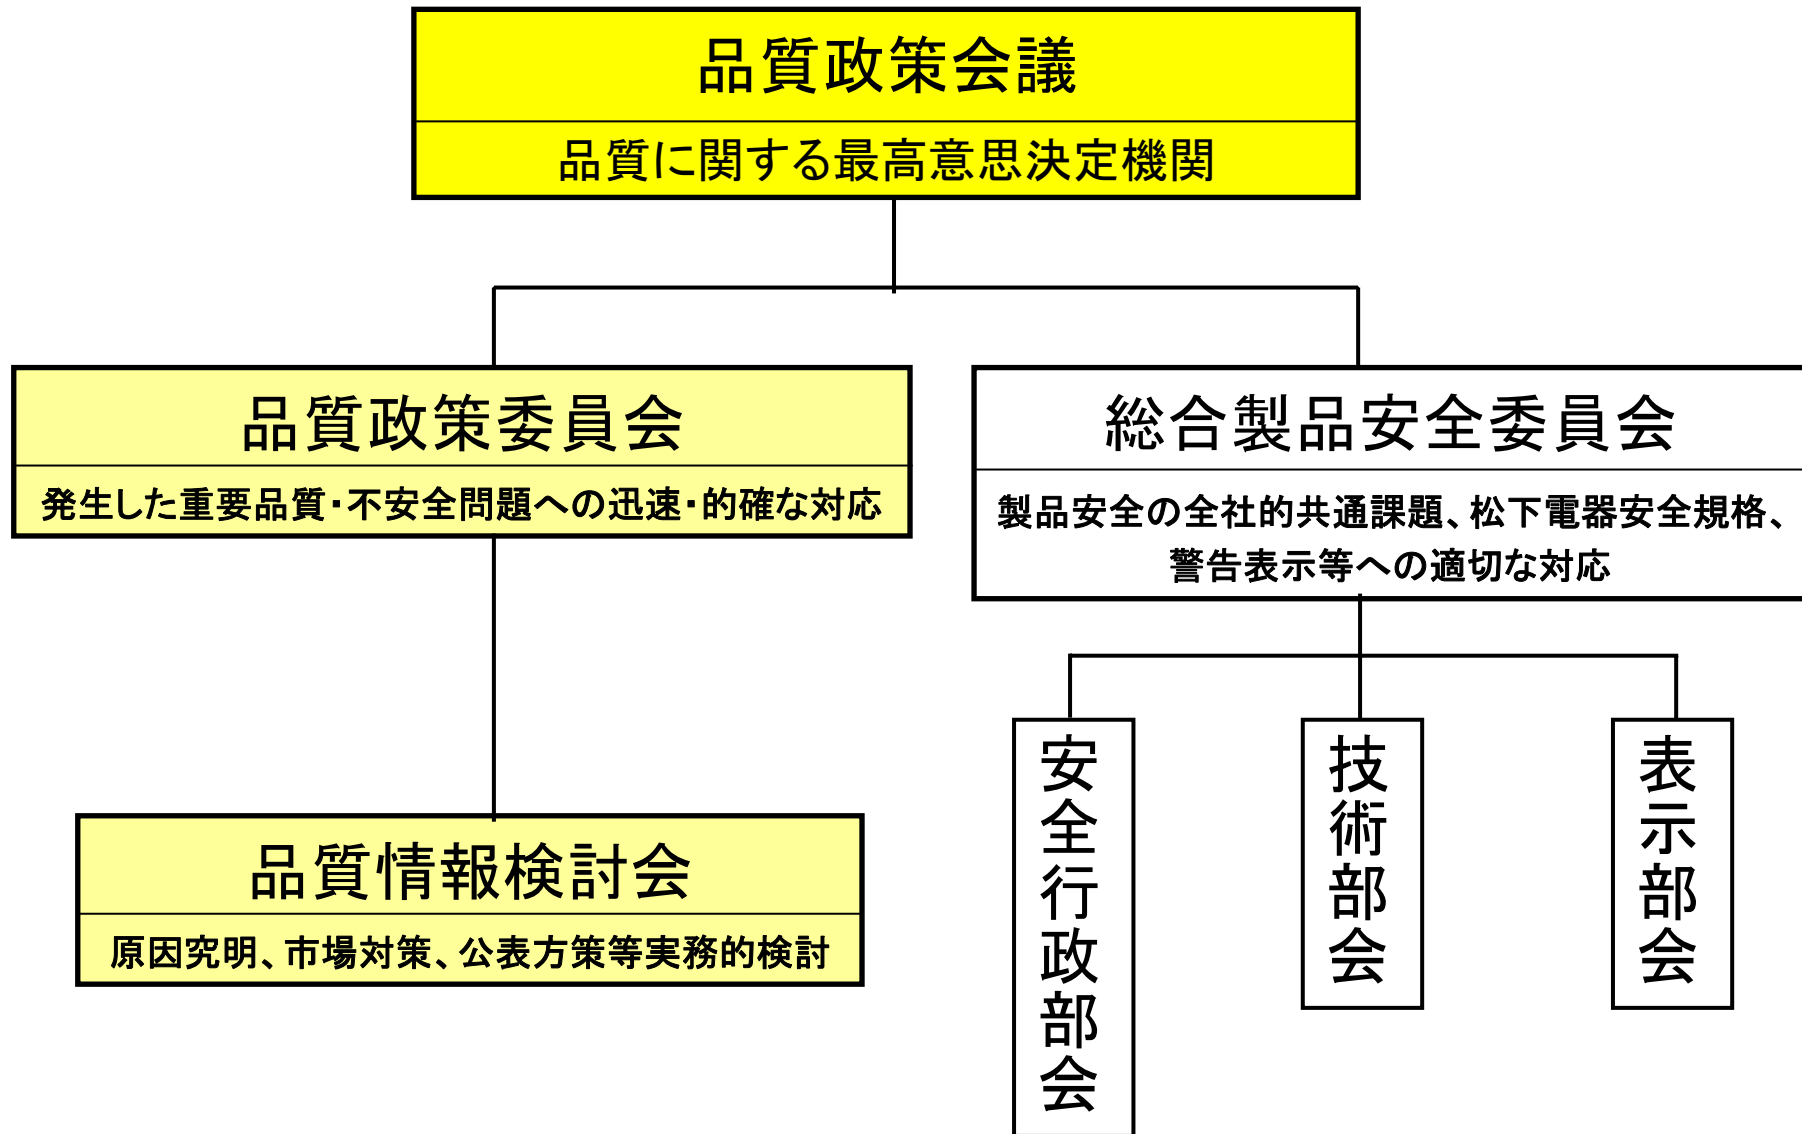 品質政策会議
品質に関する最高意思決定機関
品質政策委員会
発生した重要品質・不安全問題への迅速・的確な対応
総合製品安全委員会
製品安全の全社的共通課題、松下電器安全規格、
警告表示等への適切な対応
品質情報検討会
原因究明、市場対策、公表方策等実務的検討
安全行政部会
技術部会
表示部会